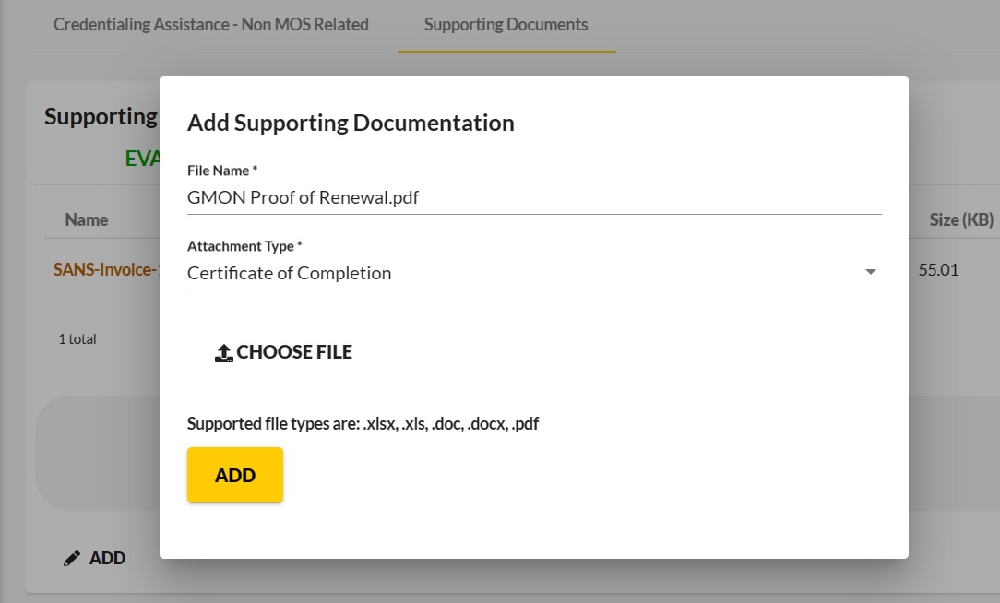 Credentialing Assistance - Non MOS Related Supporting Documents
Supporting
Add Supporting Documentation
EVA
File Name *
GMON Proof of Renewal.pdf
Name
Size (KB)
Attachment Type *
SANS-Invoice-
Certificate of Completion
55.01
1 total
CHOOSE FILE
Supported file types are: .xlsx, .xls, .doc, .docx, .pdf
ADD
ADD